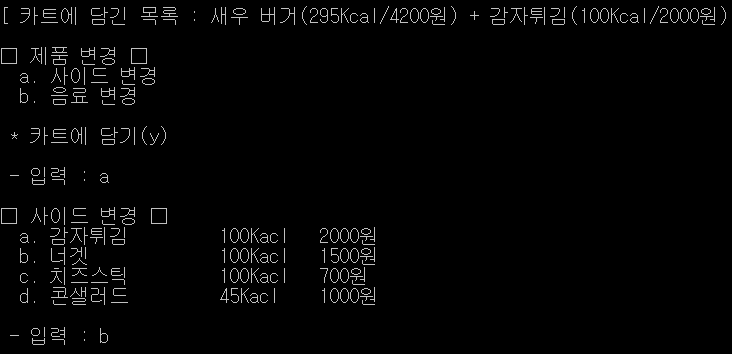 [ 카트에 담긴 목록 : 새우 버거(295Kcal/4200원) + 감자튀김(100Kcal/2000원)
□ 제품 변경 □
a. 사이드 변경
b. 음료 변경
* 카트에 담기(y)
- 입력 : a
□ 사이드 변경 □
a. 감자튀김 100Kacl 2000원
b. 너겟 100Kacl 1500원
c. 치즈스틱 100Kacl 700원
d. 콘샐러드 45Kacl 1000원
- 입력 : b